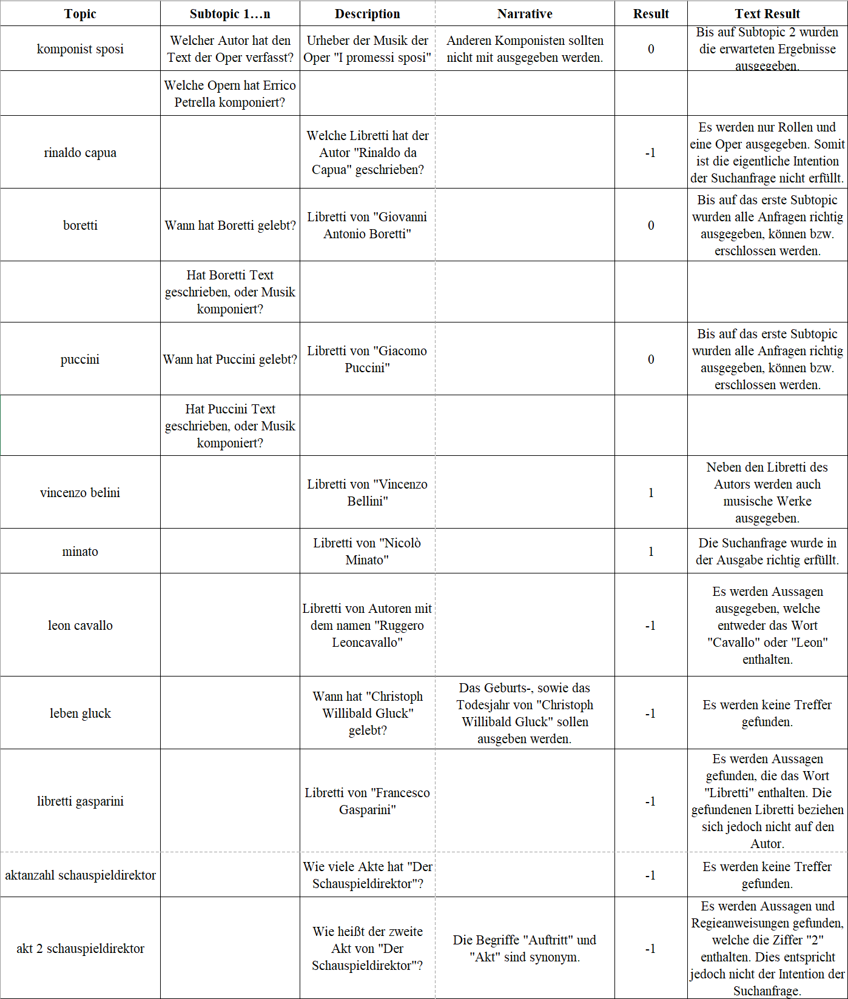 Topic
Subtopic 1…n
Description
Narrative
Result
Text Result
komponist sposi
Welcher Autor hat den
Text der Oper verfasst?
Urheber der Musik der
Oper "I promessi sposi"
Anderen Komponisten sollten
nicht mit ausgegeben werden.
0
Bis auf Subtopic 2 wurden
die erwarteten Ergebnisse
ausgegeben.
Welche Opern hat Errico
Petrella komponiert?
rinaldo capua
Welche Libretti hat der
Autor "Rinaldo da
Capua" geschrieben?
-1
Es werden nur Rollen und
eine Oper ausgegeben. Somit
ist die eigentliche Intention
der Suchanfrage nicht erfüllt.
boretti
Wann hat Boretti gelebt?
Libretti von "Giovanni
Antonio Boretti"
0
Bis auf das erste Subtopic
wurden alle Anfragen richtig
ausgegeben, können bzw.
erschlossen werden.
Hat Boretti Text
geschrieben, oder Musik
komponiert?
puccini
Wann hat Puccini gelebt?
Libretti von "Giacomo
Puccini"
0
Bis auf das erste Subtopic
wurden alle Anfragen richtig
ausgegeben, können bzw.
erschlossen werden.
Hat Puccini Text
geschrieben, oder Musik
komponiert?
vincenzo belini
Libretti von "Vincenzo
Bellini"
1
Neben den Libretti des
Autors werden auch
musische Werke
ausgegeben.
minato
Libretti von "Nicolò
Minato"
1
Die Suchanfrage wurde in
der Ausgabe richtig erfüllt.
leon cavallo
Libretti von Autoren mit
dem namen "Ruggero
Leoncavallo"
-1
Es werden Aussagen
ausgegeben, welche
entweder das Wort
"Cavallo" oder "Leon"
enthalten.
leben gluck
Wann hat "Christoph
Willibald Gluck"
gelebt?
Das Geburts-, sowie das
Todesjahr von "Christoph
Willibald Gluck" sollen
ausgeben werden.
-1
Es werden keine Treffer
gefunden.
libretti gasparini
Libretti von "Francesco
Gasparini"
-1
Es werden Aussagen
gefunden, die das Wort
"Libretti" enthalten. Die
gefundenen Libretti beziehen
sich jedoch nicht auf den
Autor.
aktanzahl schauspieldirektor
Wie viele Akte hat "Der
Schauspieldirektor"?
-1
Es werden keine Treffer
gefunden.
akt 2 schauspieldirektor
Wie heißt der zweite
Akt von "Der
Schauspieldirektor"?
Die Begriffe "Auftritt" und
"Akt" sind synonym.
-1
Es werden Aussagen und
Regieanweisungen gefunden,
welche die Ziffer "2"
enthalten. Dies entspricht
jedoch nicht der Intention der
Suchanfrage.